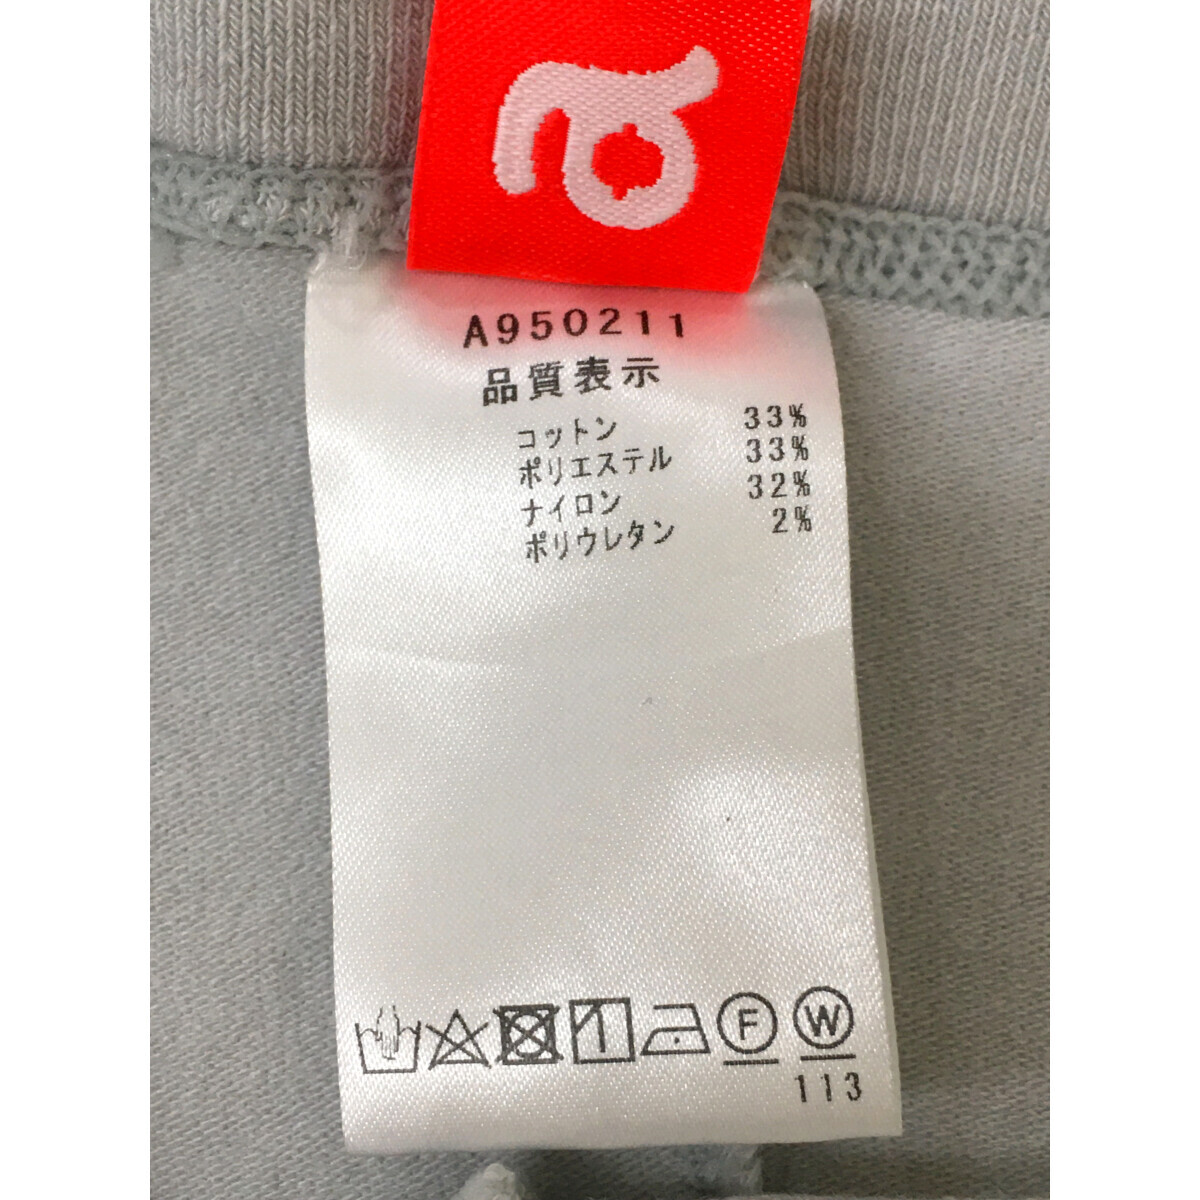 A950211
品質表示
コットン 33%
ポリエステル 33%
ナイロン 32%
ポリウレタン 2%
F W
113